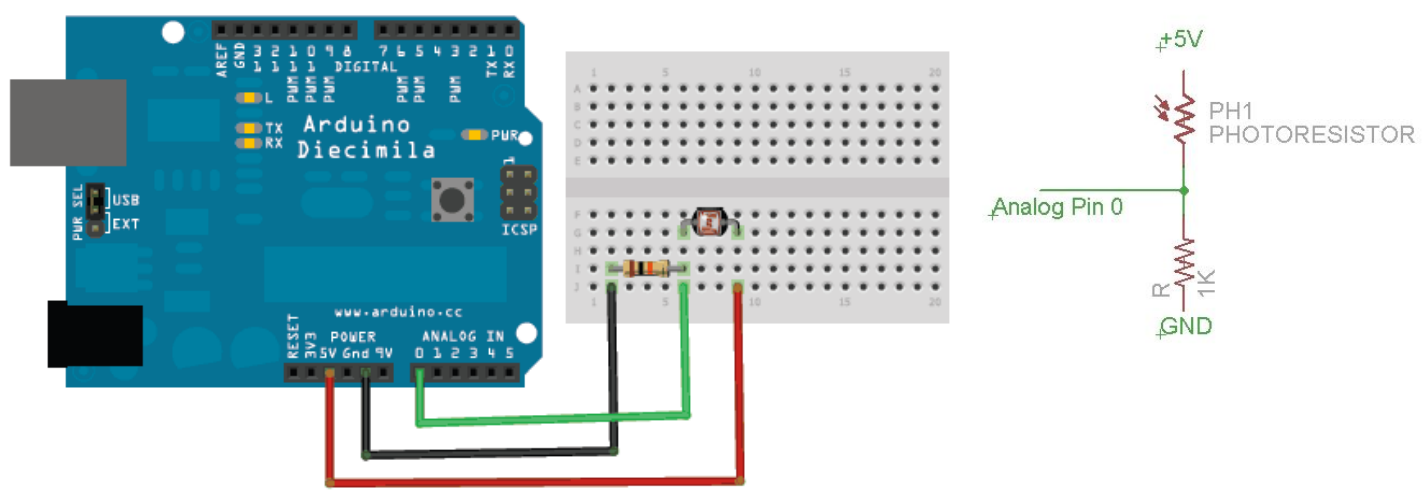 AREF GND 13 12 11 10 9 8 7 6 5 4 3 2 TX 1 RX 0
PWM PWM PWM PWM PWM PWM
DIGITAL
L
TX
RX
Arduino
Diecimila
PWR
1
ICSP
PWR SEL
USB
EXT
www.arduino.cc
POWER
ANALOG IN
RESET 3V3 5V Gnd 9V 0 1 2 3 4 5
1 5 10 15 20
A
B
C
D
E
F
G
H
I
J
1 5 15 20
+5V
PH1
PHOTORESISTOR
Analog Pin 0
R
1K
GND